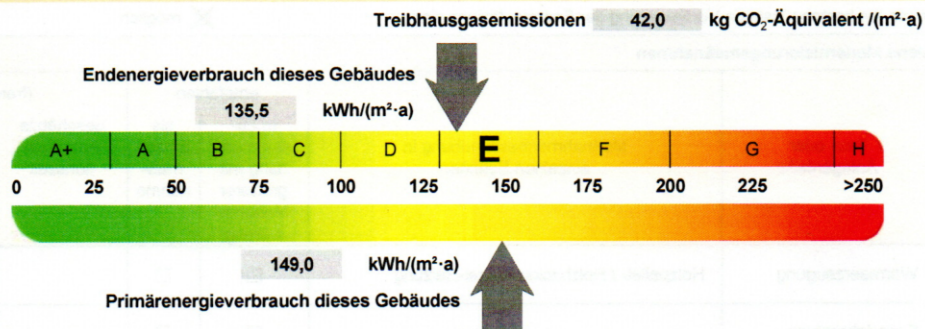 Treibhausgasemissionen 42,0 kg CO₂-Äquivalent /(m²·a)
Endenergieverbrauch dieses Gebäudes
135,5 kWh/(m²·a)
A+ A B C D E F G H
0 25 50 75 100 125 150 175 200 225 >250
149,0 kWh/(m²·a)
Primärenergieverbrauch dieses Gebäudes